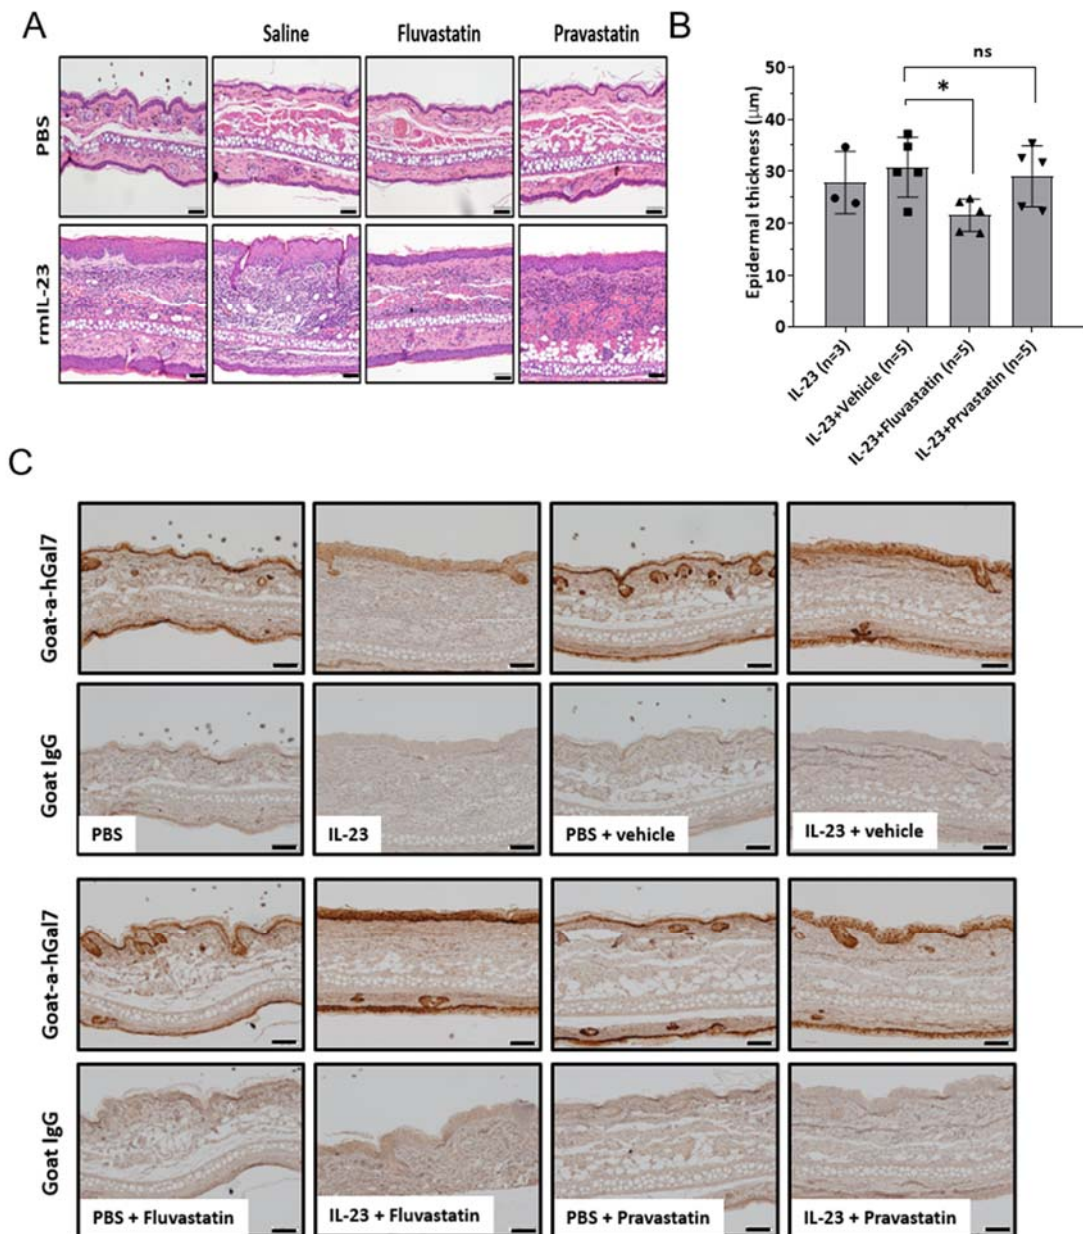 A
Saline Fluvastatin Pravastatin
PBS
rmIL-23
B
ns
*
Epidermal thickness (μm)
50
40
30
20
10
0
IL-23 (n=3)
IL-23+Vehicle (n=5)
IL-23+Fluvastatin (n=5)
IL-23+Prvastatin (n=5)
C
Goat-a-hGal7
Goat IgG
PBS IL-23 PBS + vehicle IL-23 + vehicle
Goat-a-hGal7
Goat IgG
PBS + Fluvastatin IL-23 + Fluvastatin PBS + Pravastatin IL-23 + Pravastatin